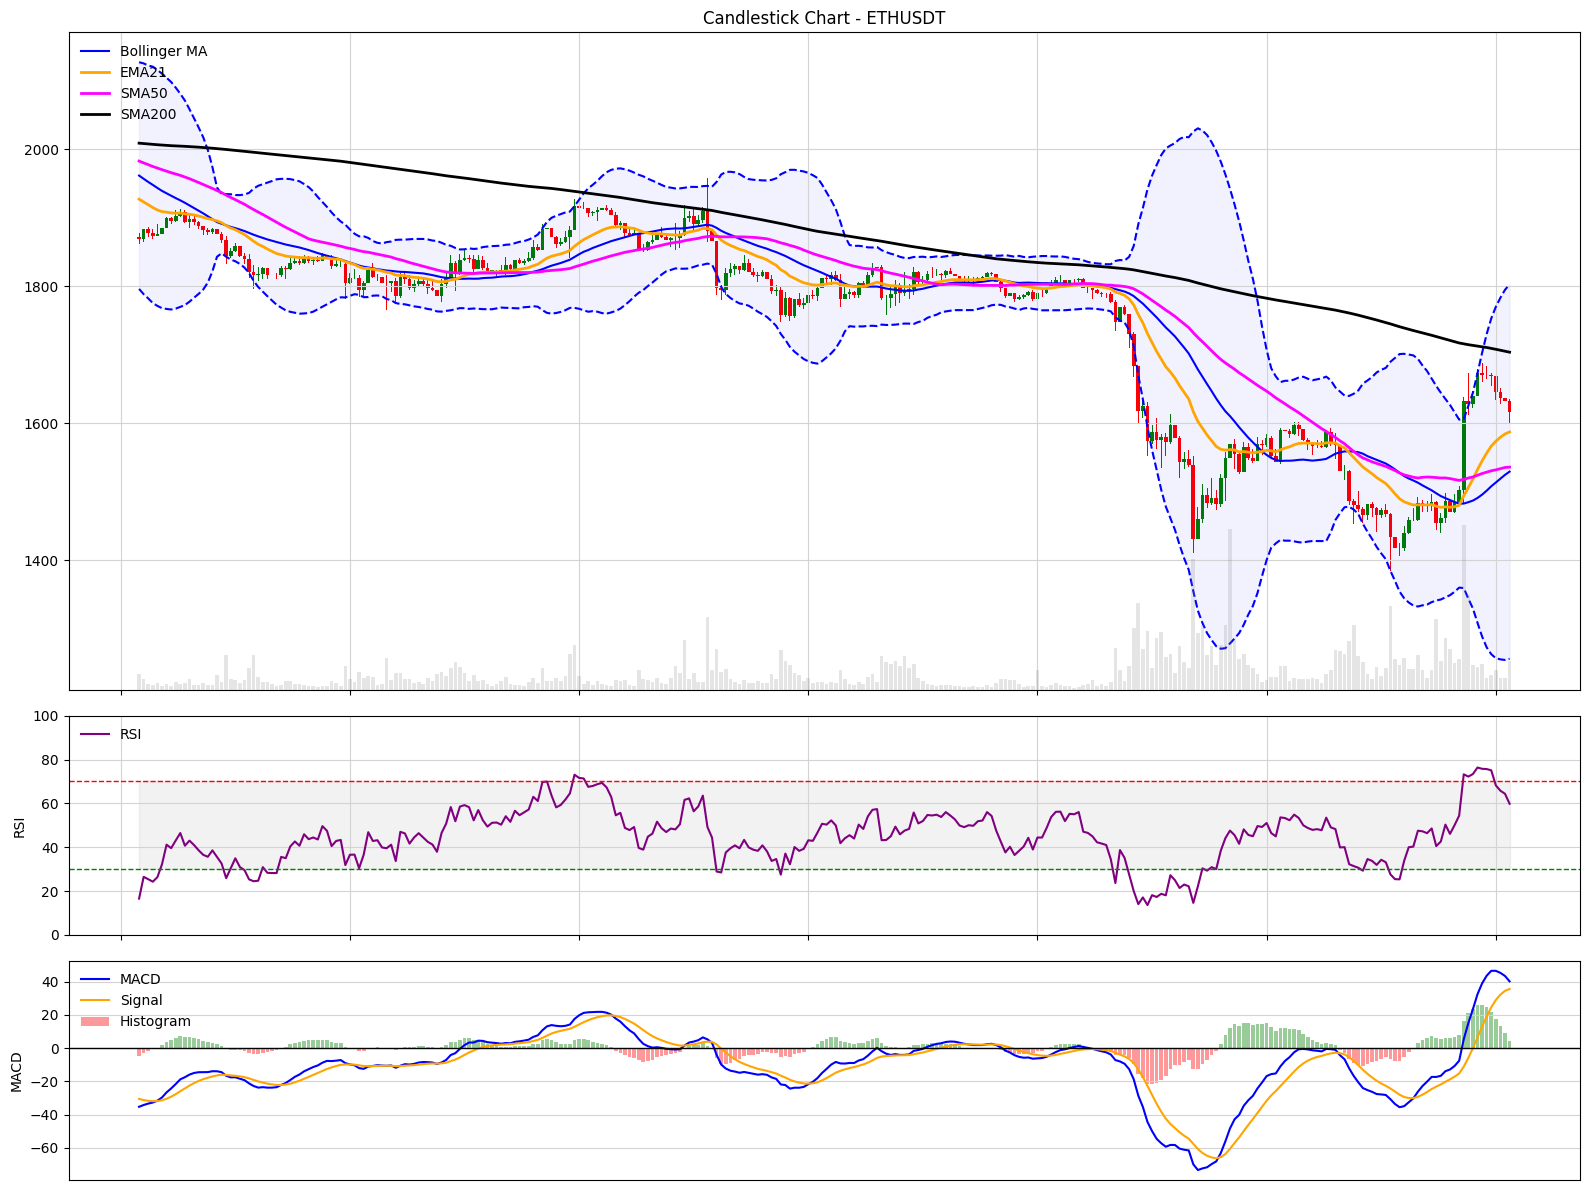 Candlestick Chart - ETHUSDT
Bollinger MA
EMA21
SMA50
SMA200
2000
1800
1600
1400
RSI
100
80
60
40
20
0
RSI
MACD
Signal
Histogram
40
20
0
−20
−40
−60
MACD